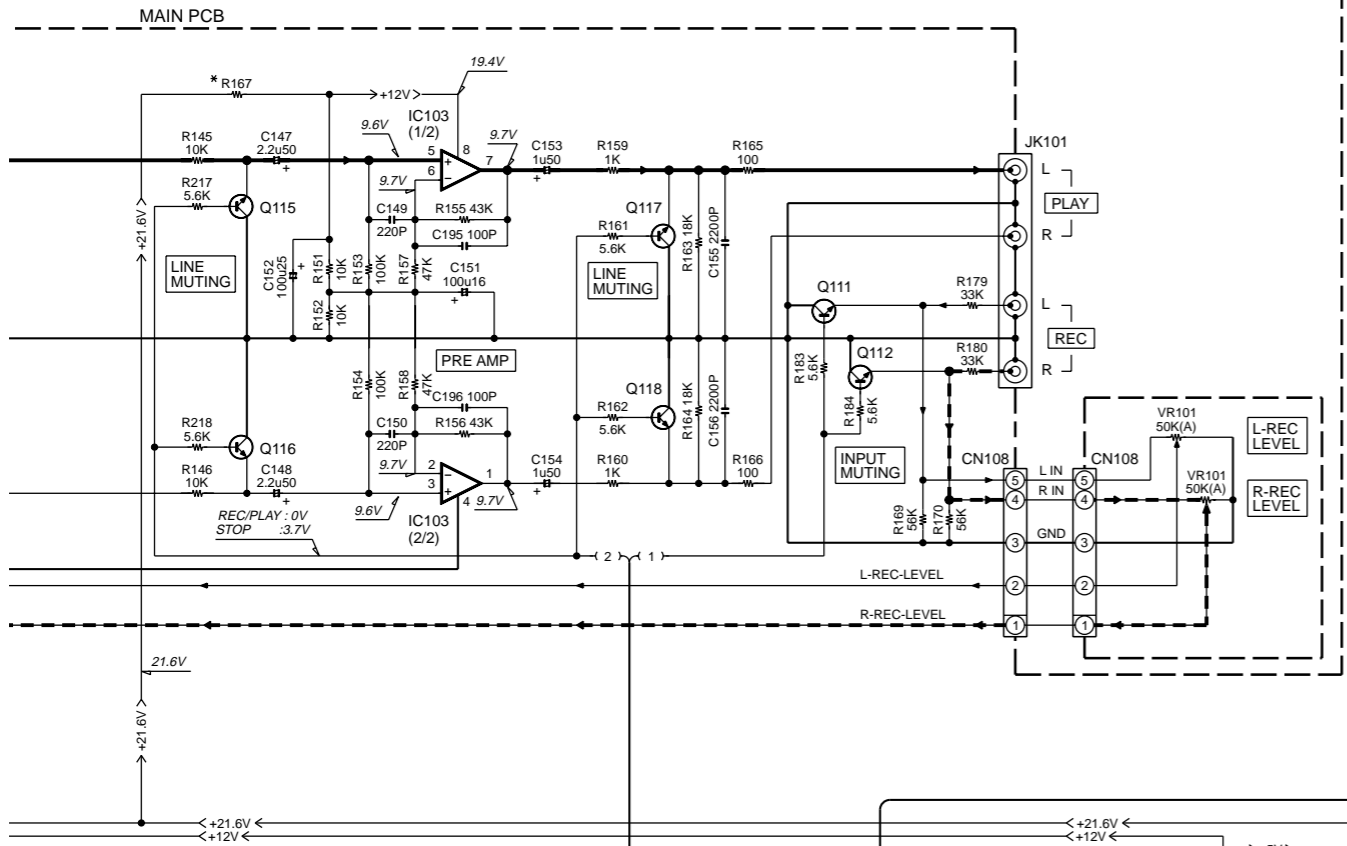 MAIN PCB
* R167
+12V
19.4V
IC103
(1/2)
9.6V
8
9.7V
R145
10K
C147
2.2u50
+
5
+
6
−
7
C153
1u50
+
R159
1K
R165
100
JK101
L
PLAY
R
R217
5.6K
Q115
9.7V
C149
220P
R155 43K
C195 100P
Q117
R161
5.6K
R163 18K
C155 2200P
+21.6V
LINE
MUTING
C152
100u25
+
R151
10K
R153
100K
R157
47K
C151
100u16
+
LINE
MUTING
R152
10K
Q111
R179
33K
L
REC
R
PRE AMP
R183
5.6K
Q112
R180
33K
R154
100K
R158
47K
C196 100P
Q118
R162
5.6K
R164 18K
C156 2200P
R184
5.6K
R218
5.6K
Q116
C150
220P
R156 43K
9.7V
2
−
3
+
1
4
C154
1u50
+
R160
1K
R166
100
INPUT
MUTING
VR101
50K(A)
L-REC
LEVEL
R146
10K
C148
2.2u50
+
9.6V
IC103
(2/2)
9.7V
CN108
CN108
L IN
R IN
5
4
5
4
VR101
50K(A)
R-REC
LEVEL
REC/PLAY : 0V
STOP :3.7V
R169
56K
R170
56K
GND
3
3
2
1
L-REC-LEVEL
2
2
R-REC-LEVEL
1
1
21.6V
+21.6V
+21.6V
+12V
+21.6V
+12V